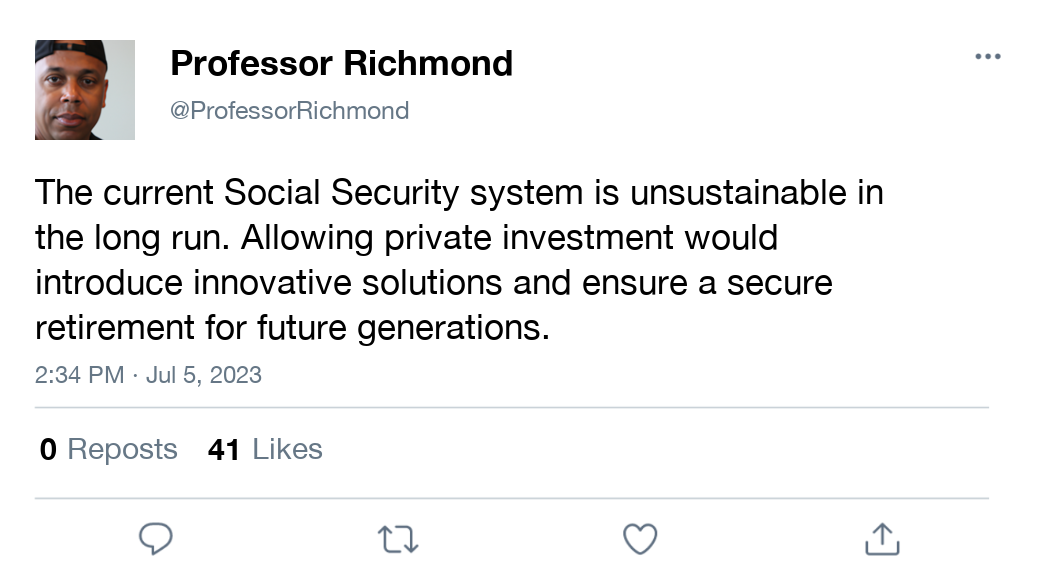 Professor Richmond
@ProfessorRichmond
The current Social Security system is unsustainable in
the long run. Allowing private investment would
introduce innovative solutions and ensure a secure
retirement for future generations.
2:34 PM · Jul 5, 2023
0 Reposts 41 Likes